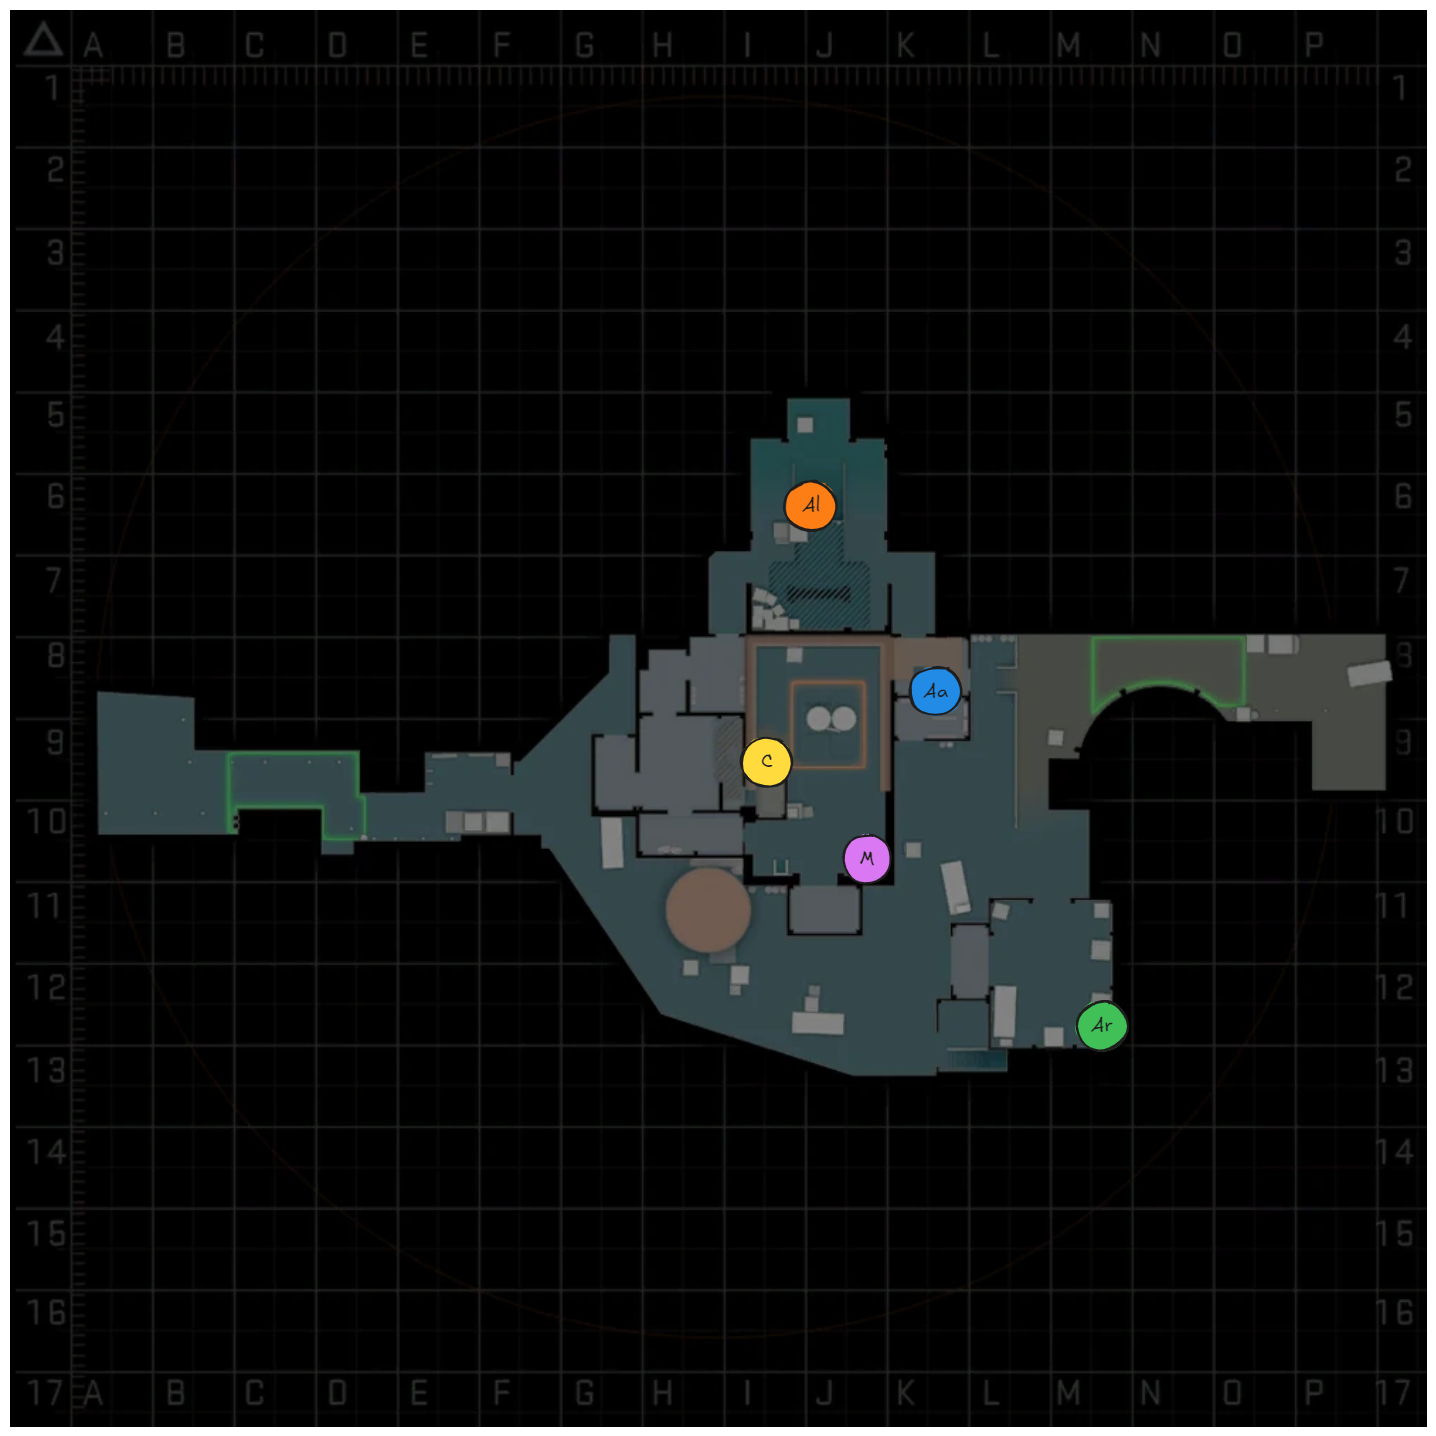 A B C D E F G H I J K L M N O P
1 1
2 2
3 3
4 4
5 5
6 6
Al
7 7
8 8
Aa
9 9
C
10 10
M
11 11
12 12
Ar
13 13
14 14
15 15
16 16
17 A B C D E F G H I J K L M N O P 17